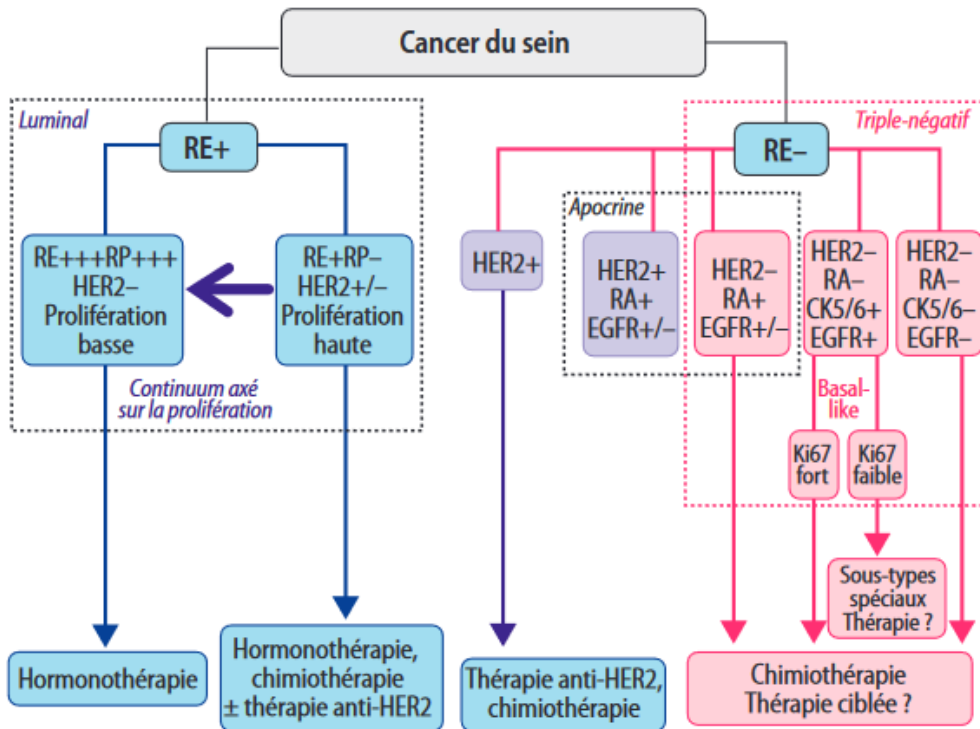 Cancer du sein
Luminal
RE+
Triple-négatif
RE–
RE+++RP+++
HER2–
Prolifération
basse
RE+RP–
HER2+/–
Prolifération
haute
Continuum axé
sur la prolifération
HER2+
Apocrine
HER2+
RA+
EGFR+/–
HER2–
RA+
EGFR+/–
HER2–
RA–
CK5/6+
EGFR+
HER2–
RA–
CK5/6–
EGFR–
Basal-
like
Ki67
fort
Ki67
faible
Sous-types
spéciaux
Thérapie ?
Hormonothérapie
Hormonothérapie,
chimiothérapie
± thérapie anti-HER2
Thérapie anti-HER2,
chimiothérapie
Chimiothérapie
Thérapie ciblée ?